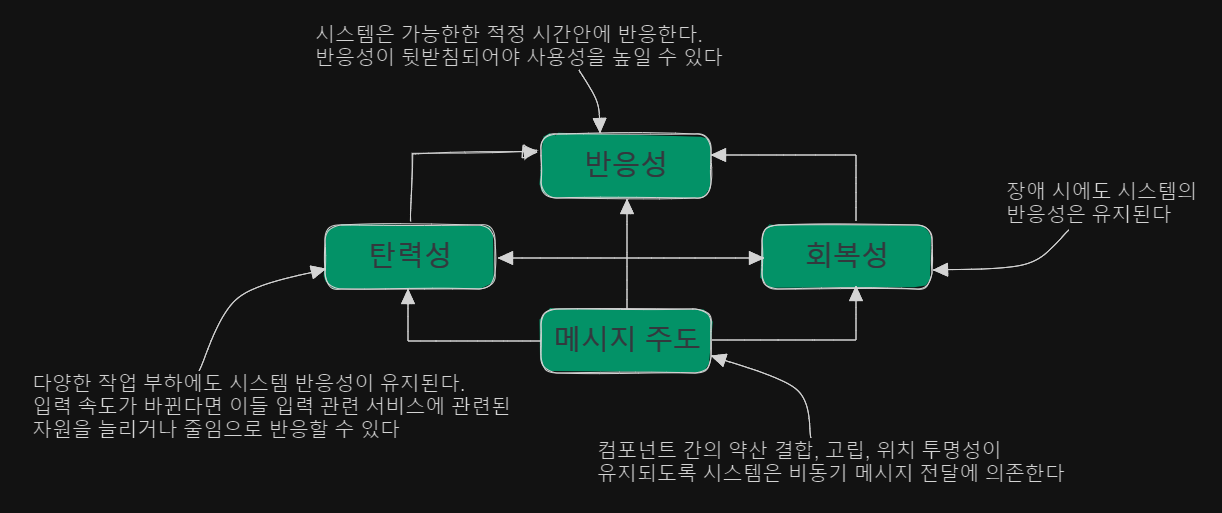 시스템은 가능한한 적정 시간안에 반응한다.
반응성이 뒷받침되어야 사용성을 높일 수 있다
반응성
장애 시에도 시스템의
반응성은 유지된다
탄력성
회복성
메시지 주도
다양한 작업 부하에도 시스템 반응성이 유지된다.
입력 속도가 바뀐다면 이들 입력 관련 서비스에 관련된
자원을 늘리거나 줄임으로 반응할 수 있다
컴포넌트 간의 약산 결합, 고립, 위치 투명성이
유지되도록 시스템은 비동기 메시지 전달에 의존한다